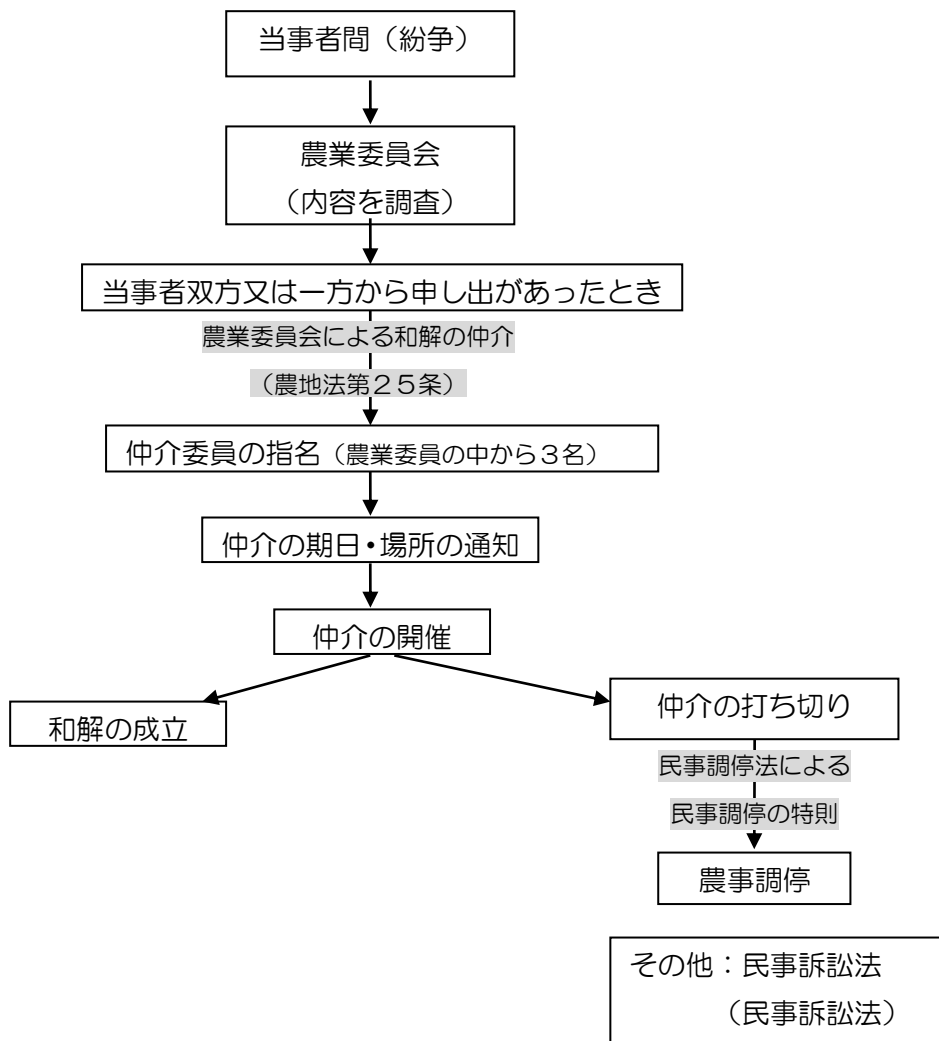 当事者間（紛争）
農業委員会
（内容を調査）
当事者双方又は一方から申し出があったとき
農業委員会による和解の仲介
（農地法第２５条）
仲介委員の指名（農業委員の中から３名）
仲介の期日・場所の通知
仲介の開催
和解の成立
仲介の打ち切り
民事調停法による
民事調停の特則
農事調停
その他：民事訴訟法
（民事訴訟法）